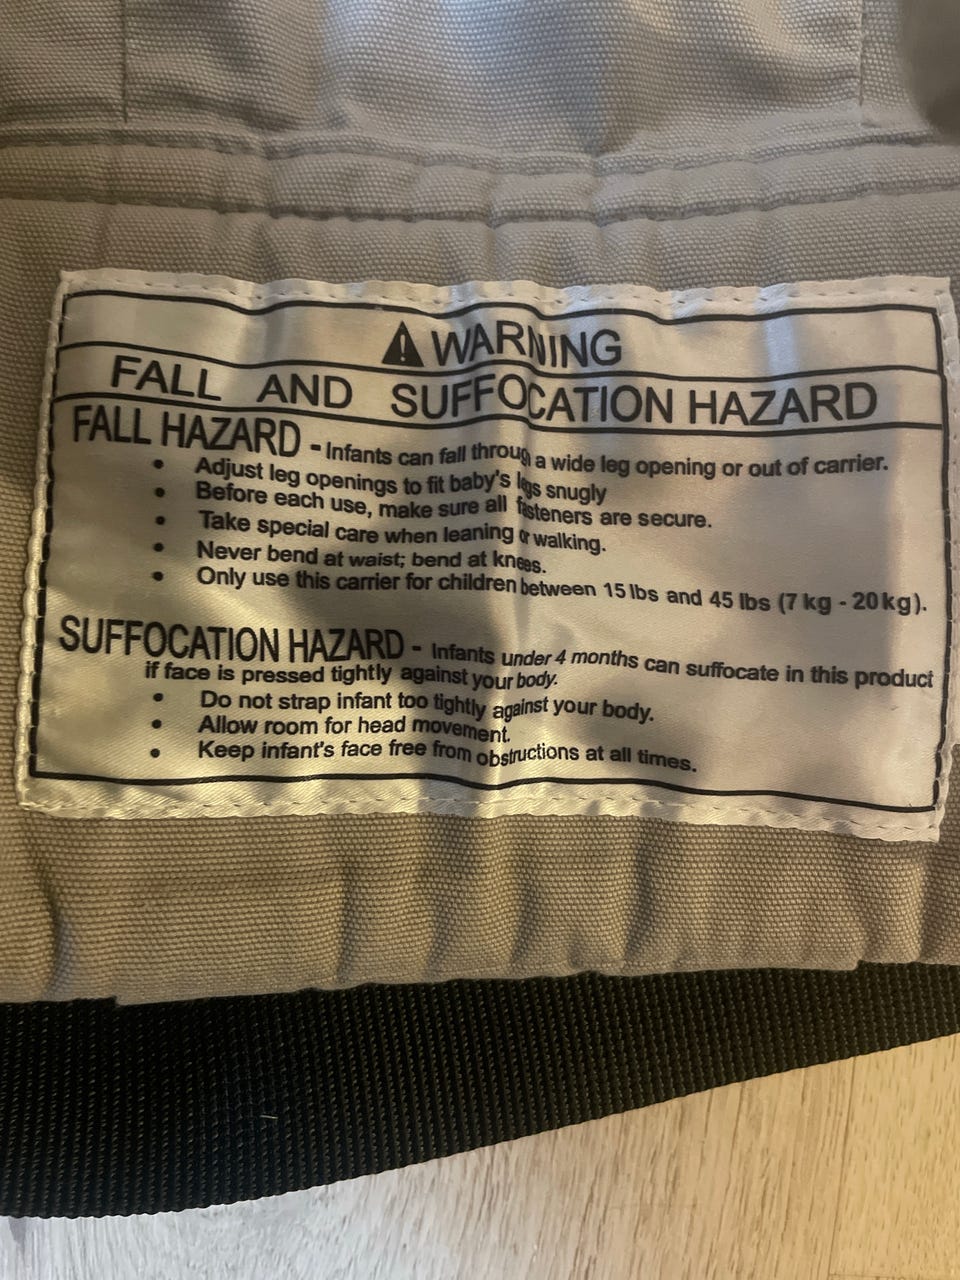 ⚠ WARNING
FALL AND SUFFOCATION HAZARD
FALL HAZARD - Infants can fall through a wide leg opening or out of carrier.
• Adjust leg openings to fit baby's legs snugly
• Before each use, make sure all fasteners are secure.
• Take special care when leaning or walking.
• Never bend at waist; bend at knees.
• Only use this carrier for children between 15 lbs and 45 lbs (7 kg - 20 kg).
SUFFOCATION HAZARD - Infants under 4 months can suffocate in this product
if face is pressed tightly against your body.
• Do not strap infant too tightly against your body.
• Allow room for head movement.
• Keep infant's face free from obstructions at all times.